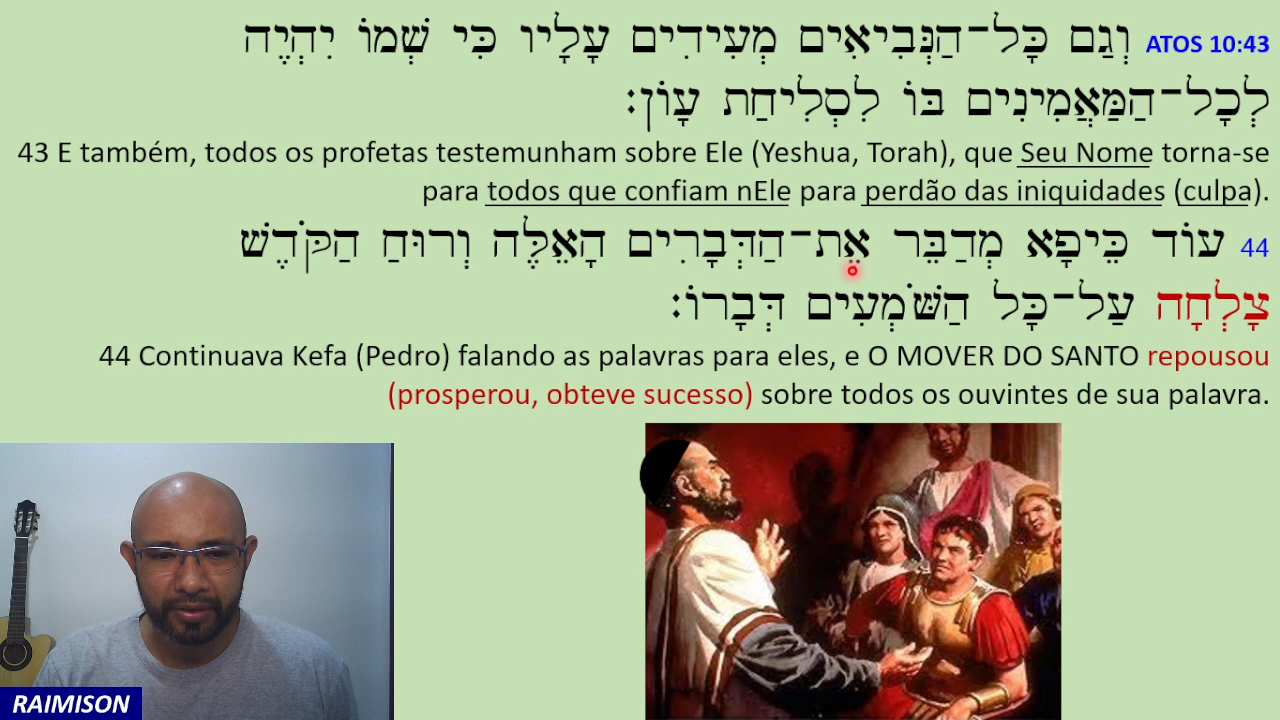 ATOS 10:43 וְגַם כָּל־הַנְּבִיאִים מְעִידִים עָלָיו כִּי שְׁמוֹ יִהְיֶה
לְכָל־הַמַּאֲמִינִים בּוֹ לִסְלִיחַת עָוֹן׃
43 E também, todos os profetas testemunham sobre Ele (Yeshua, Torah), que Seu Nome torna-se
para todos que confiam nEle para perdão das iniquidades (culpa).
44 עוֹד כֵּיפָא מְדַבֵּר אֶת־הַדְּבָרִים הָאֵלֶּה וְרוּחַ הַקֹּדֶשׁ
צָלְחָה עַל־כָּל הַשֹּׁמְעִים דְּבָרוֹ׃
44 Continuava Kefa (Pedro) falando as palavras para eles, e O MOVER DO SANTO repousou
(prosperou, obteve sucesso) sobre todos os ouvintes de sua palavra.
RAIMISON